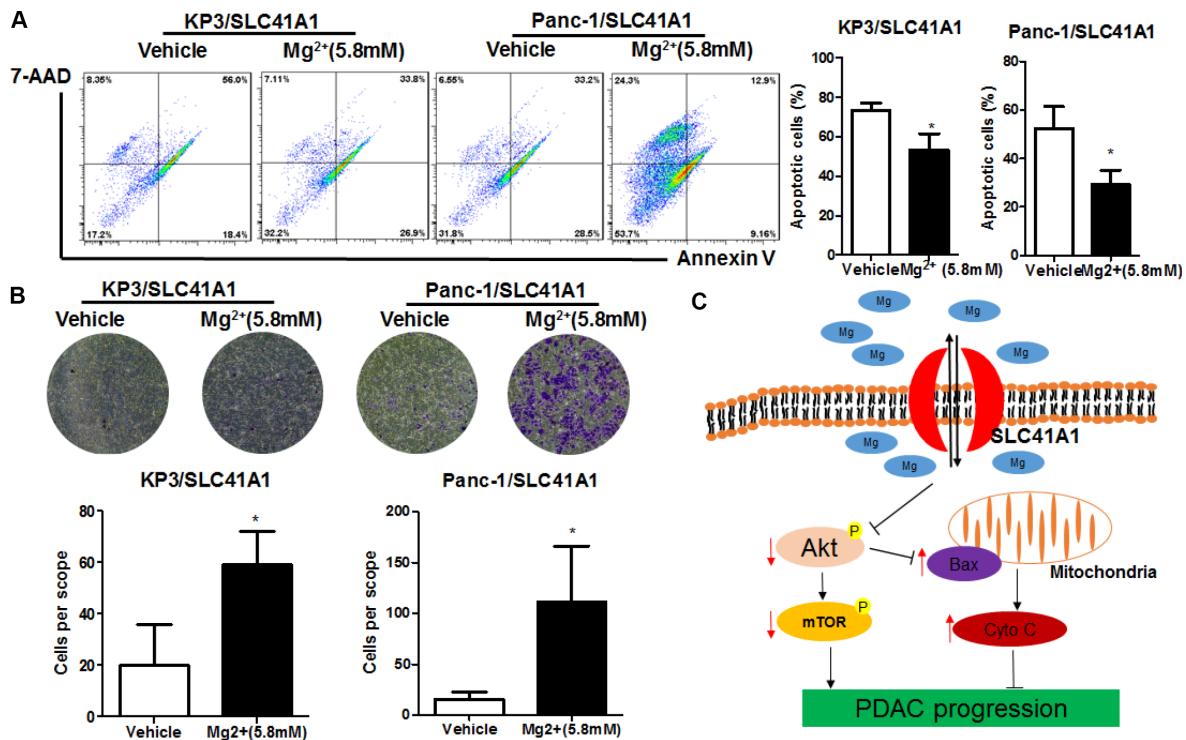 A
KP3/SLC41A1
Panc-1/SLC41A1
Vehicle
Mg²⁺(5.8mM)
Vehicle
Mg²⁺(5.8mM)
7-AAD
8.35%
56.0%
7.11%
33.8%
6.55%
33.2%
24.3%
12.9%
17.2%
18.4%
32.2%
26.9%
31.8%
28.5%
53.7%
9.16%
Annexin V
KP3/SLC41A1
Apoptotic cells (%)
100
80
60
40
20
0
*
Vehicle
Mg²⁺ (5.8mM)
Panc-1/SLC41A1
Apoptotic cells (%)
80
60
40
20
0
*
Vehicle
Mg2+(5.8mM)
B
KP3/SLC41A1
Panc-1/SLC41A1
Vehicle
Mg²⁺(5.8mM)
Vehicle
Mg²⁺(5.8mM)
KP3/SLC41A1
Cells per scope
80
60
40
20
0
*
Vehicle
Mg2+(5.8mM)
Panc-1/SLC41A1
Cells per scope
200
150
100
50
0
*
Vehicle
Mg2+(5.8mM)
C
Mg
Mg
Mg
Mg
Mg
SLC41A1
Mg
Mg
Mg
P
Akt
Bax
Mitochondria
P
mTOR
Cyto C
PDAC progression